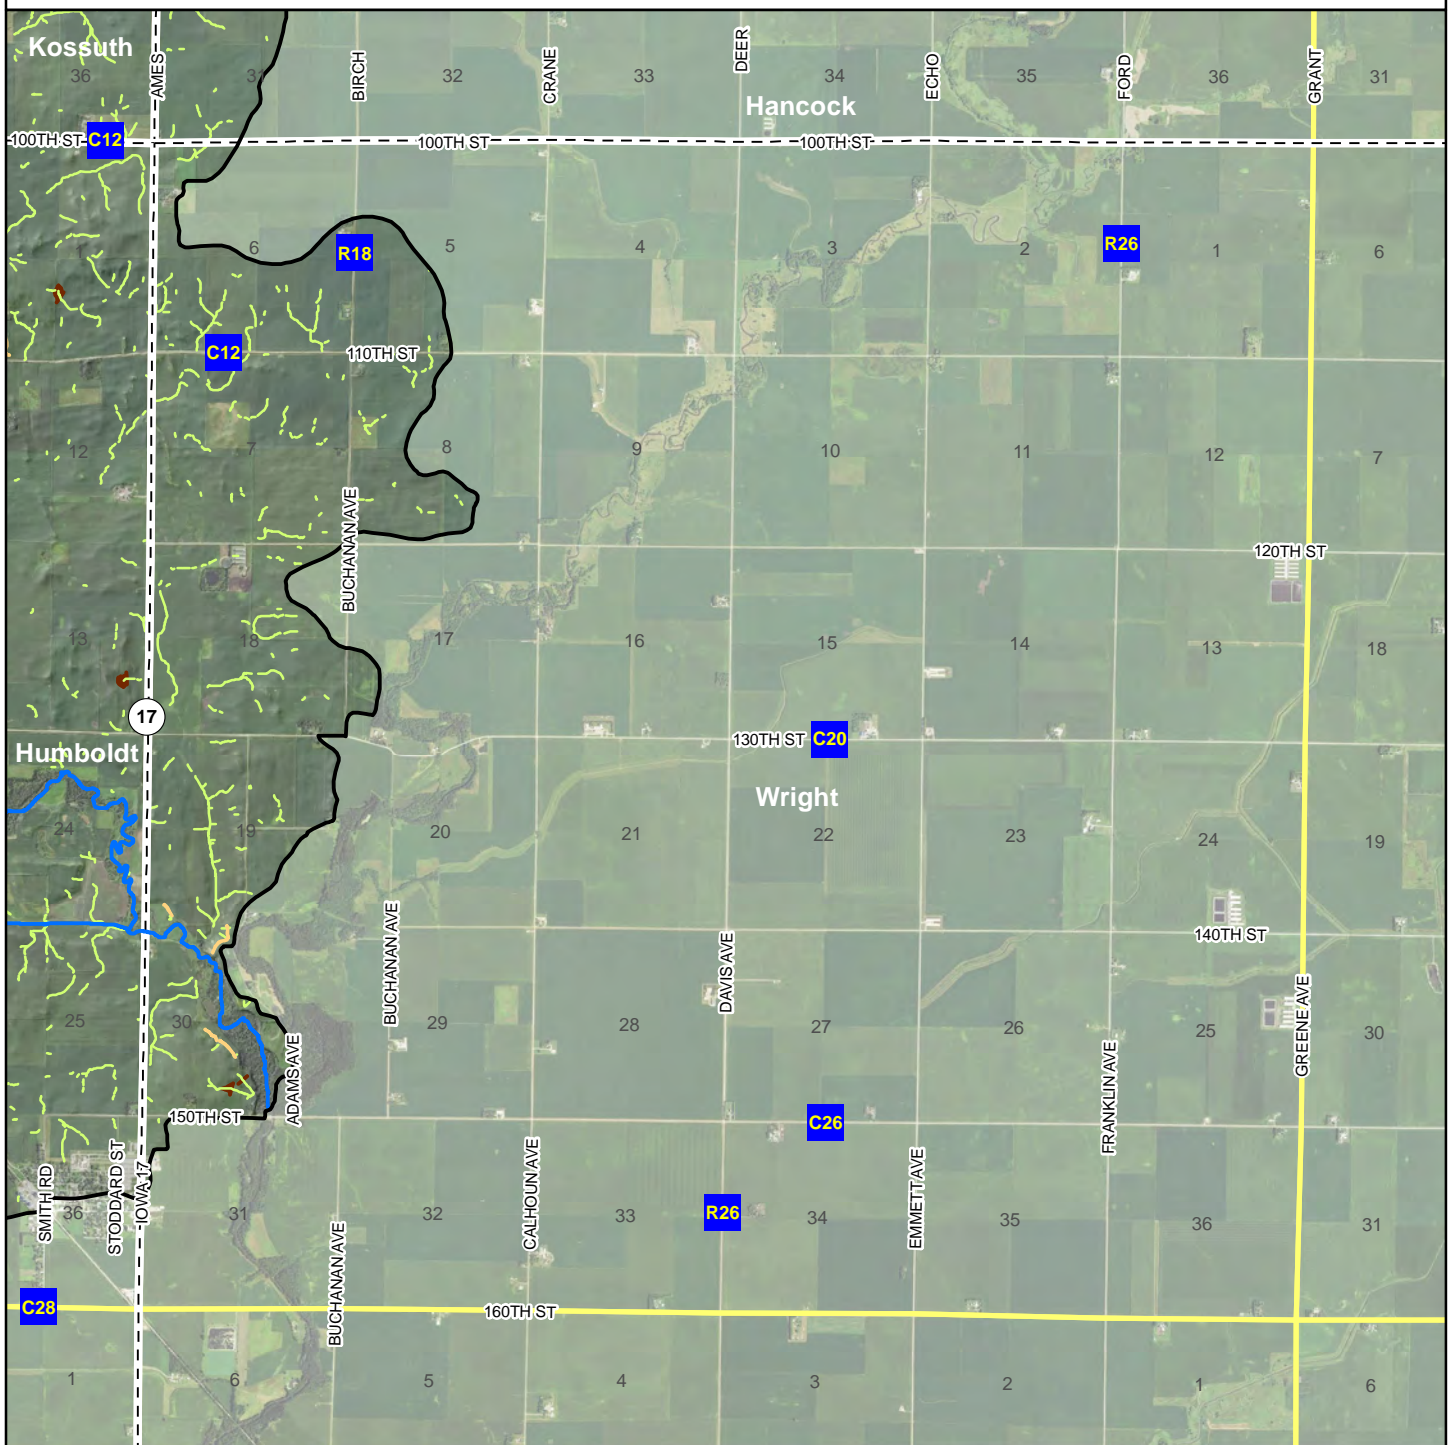 Kossuth
AMES
BIRCH
CRANE
DEER
ECHO
FORD
GRANT
36
31
32
33
34
35
36
31
Hancock
100TH ST
C12
100TH ST
100TH ST
6
R18
5
4
3
2
R26
1
6
C12
110TH ST
12
7
8
9
10
11
12
7
BUCHANAN AVE
120TH ST
13
18
17
16
15
14
13
18
17
130TH ST
C20
Humboldt
Wright
24
19
20
21
22
23
24
19
BUCHANAN AVE
DAVIS AVE
140TH ST
25
30
29
28
27
26
25
30
ADAMS AVE
FRANKLIN AVE
GREENE AVE
150TH ST
C26
SMITH RD
STODDARD ST
IOWA 17
CALHOUN AVE
EMMETT AVE
36
31
32
33
R26
34
35
36
31
BUCHANAN AVE
C28
160TH ST
1
6
5
4
3
2
1
6